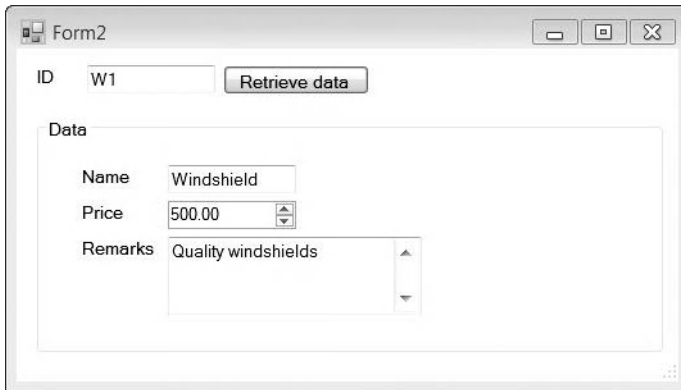 Form2
ID W1 Retrieve data
Data
Name Windshield
Price 500.00
Remarks Quality windshields